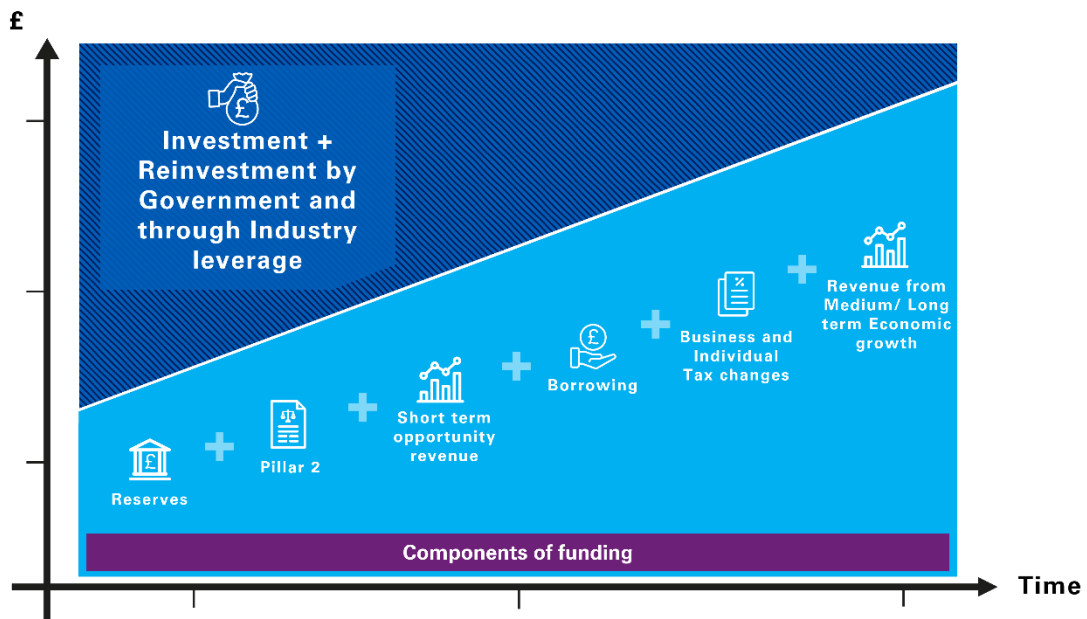 £
£
Investment +
Reinvestment by
Government and
through Industry
leverage
£
Reserves
Pillar 2
Short term
opportunity
revenue
£
Borrowing
%
Business and
Individual
Tax changes
Revenue from
Medium/ Long
term Economic
growth
Components of funding
Time